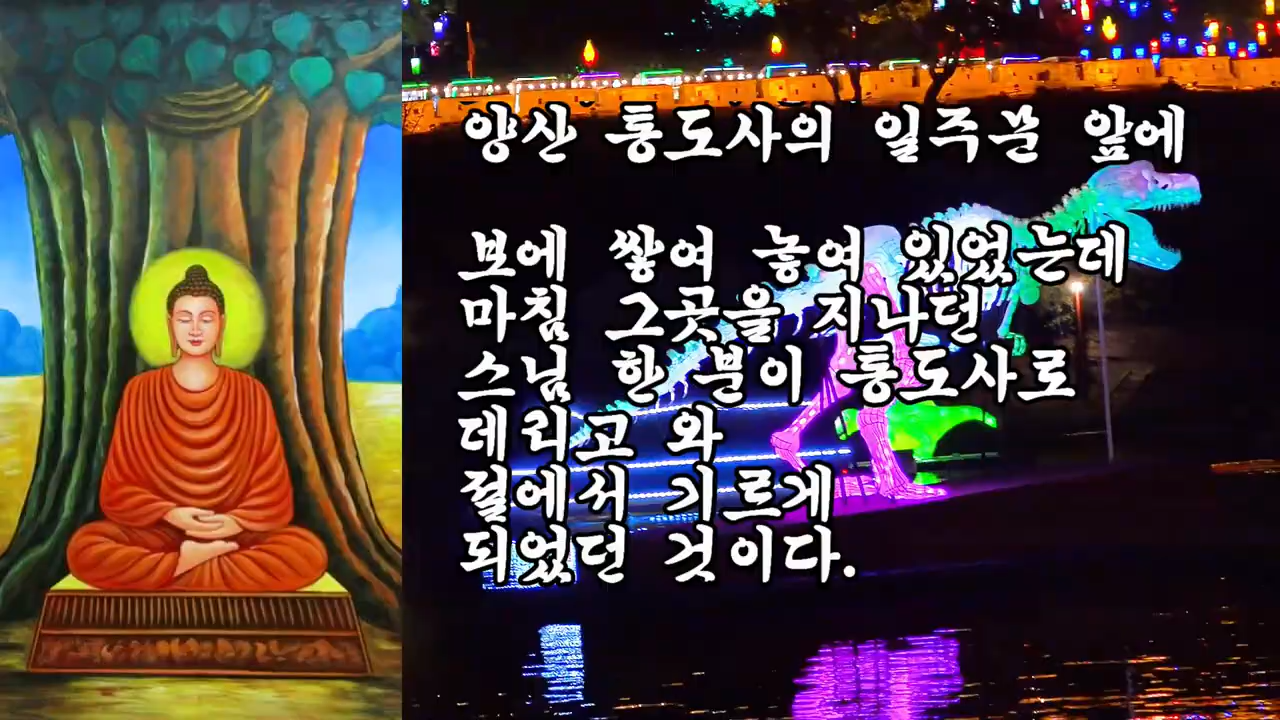 양산 통도사의 일주문 앞에
뵤에 쌓여 놓여 있었는데
마침 그곳을 지나던
스님 한 분이 통도사로
데리고 와
절에서 기르게
되었던 것이다.